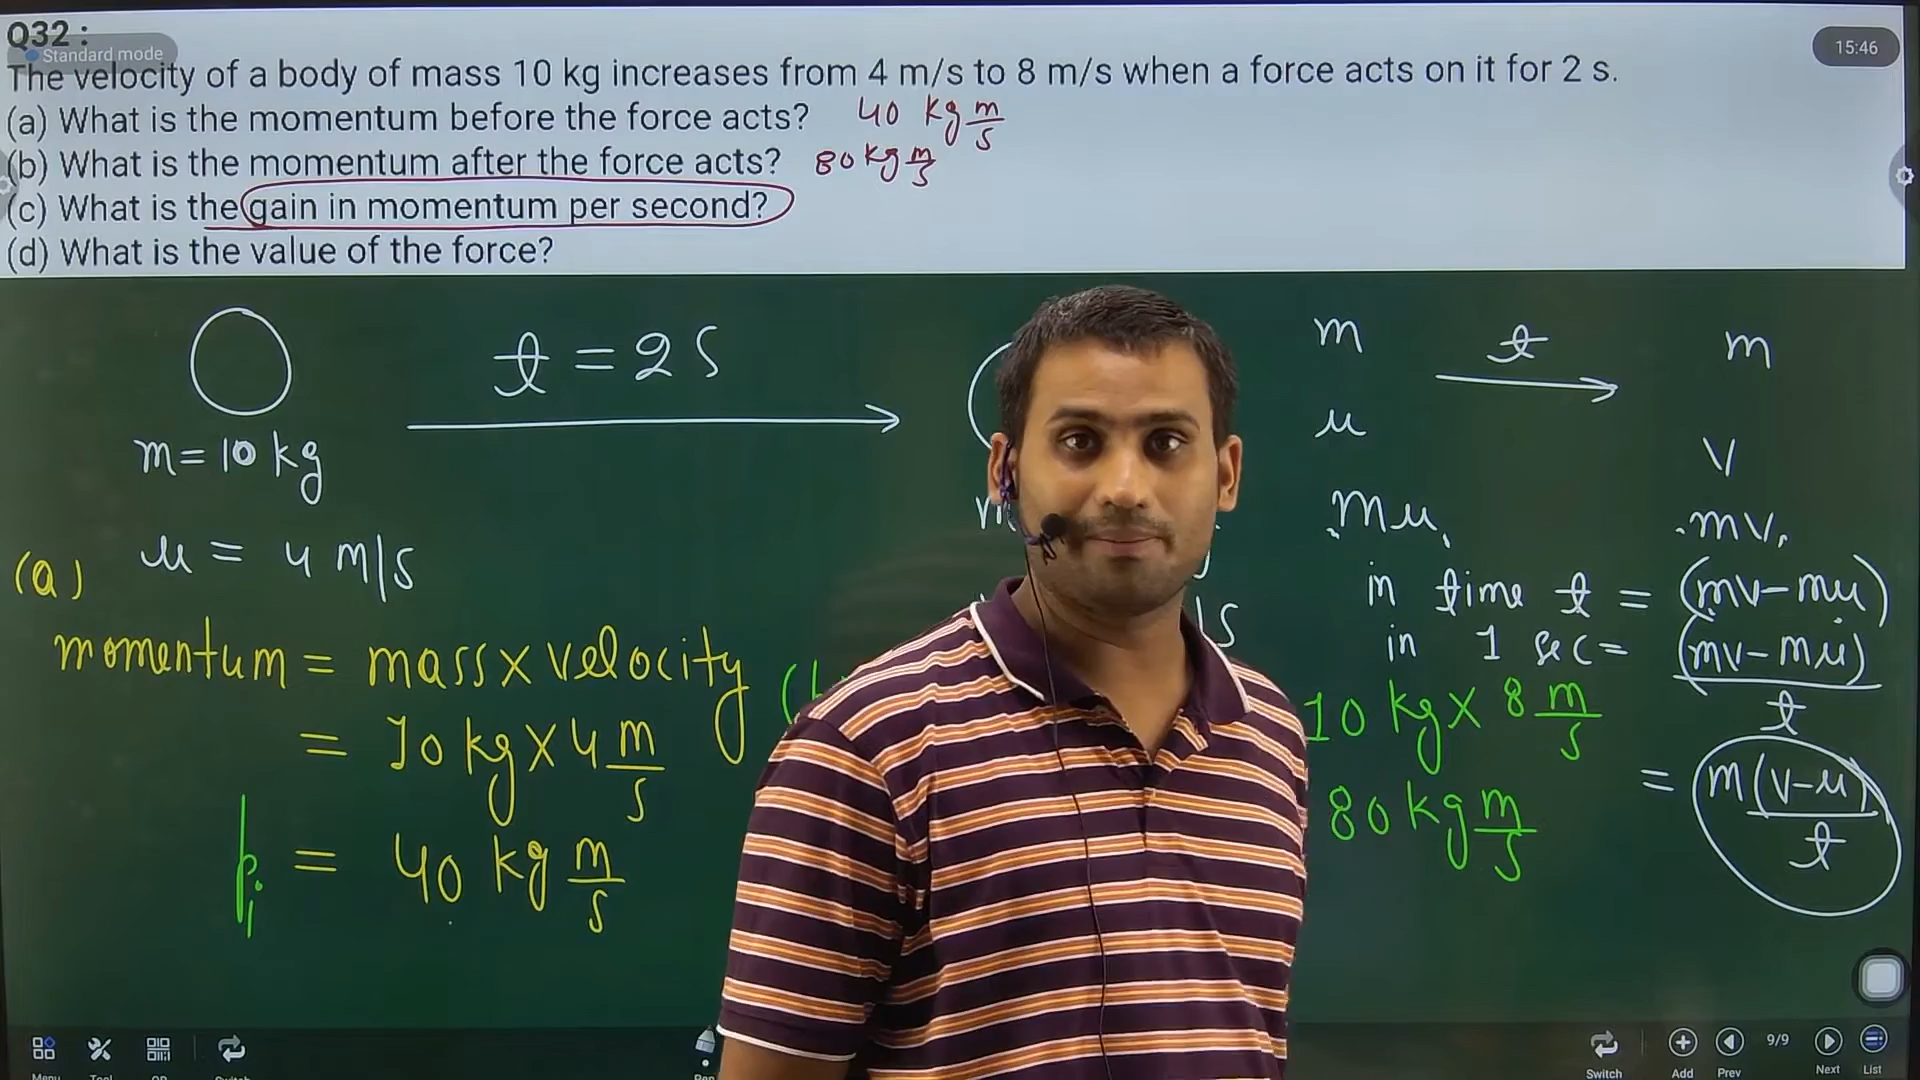 Q32 :
Standard mode
15:46
The velocity of a body of mass 10 kg increases from 4 m/s to 8 m/s when a force acts on it for 2 s.
(a) What is the momentum before the force acts? 40 kg m/s
(b) What is the momentum after the force acts? 80 kg m/s
(c) What is the gain in momentum per second?
(d) What is the value of the force?
t = 2 s
m = 10 kg
u = 4 m/s
(a)
momentum = mass × velocity
= 10 kg × 4 m/s
p₁ = 40 kg m/s
10 kg × 8 m/s
80 kg m/s
m t m
u v
mu mv
in time t = (mv-mu)
in 1 sec = (mv-mu)/t
= m(v-u)/t
Menu
Switch
Switch
Add
Prev
9/9
Next
List